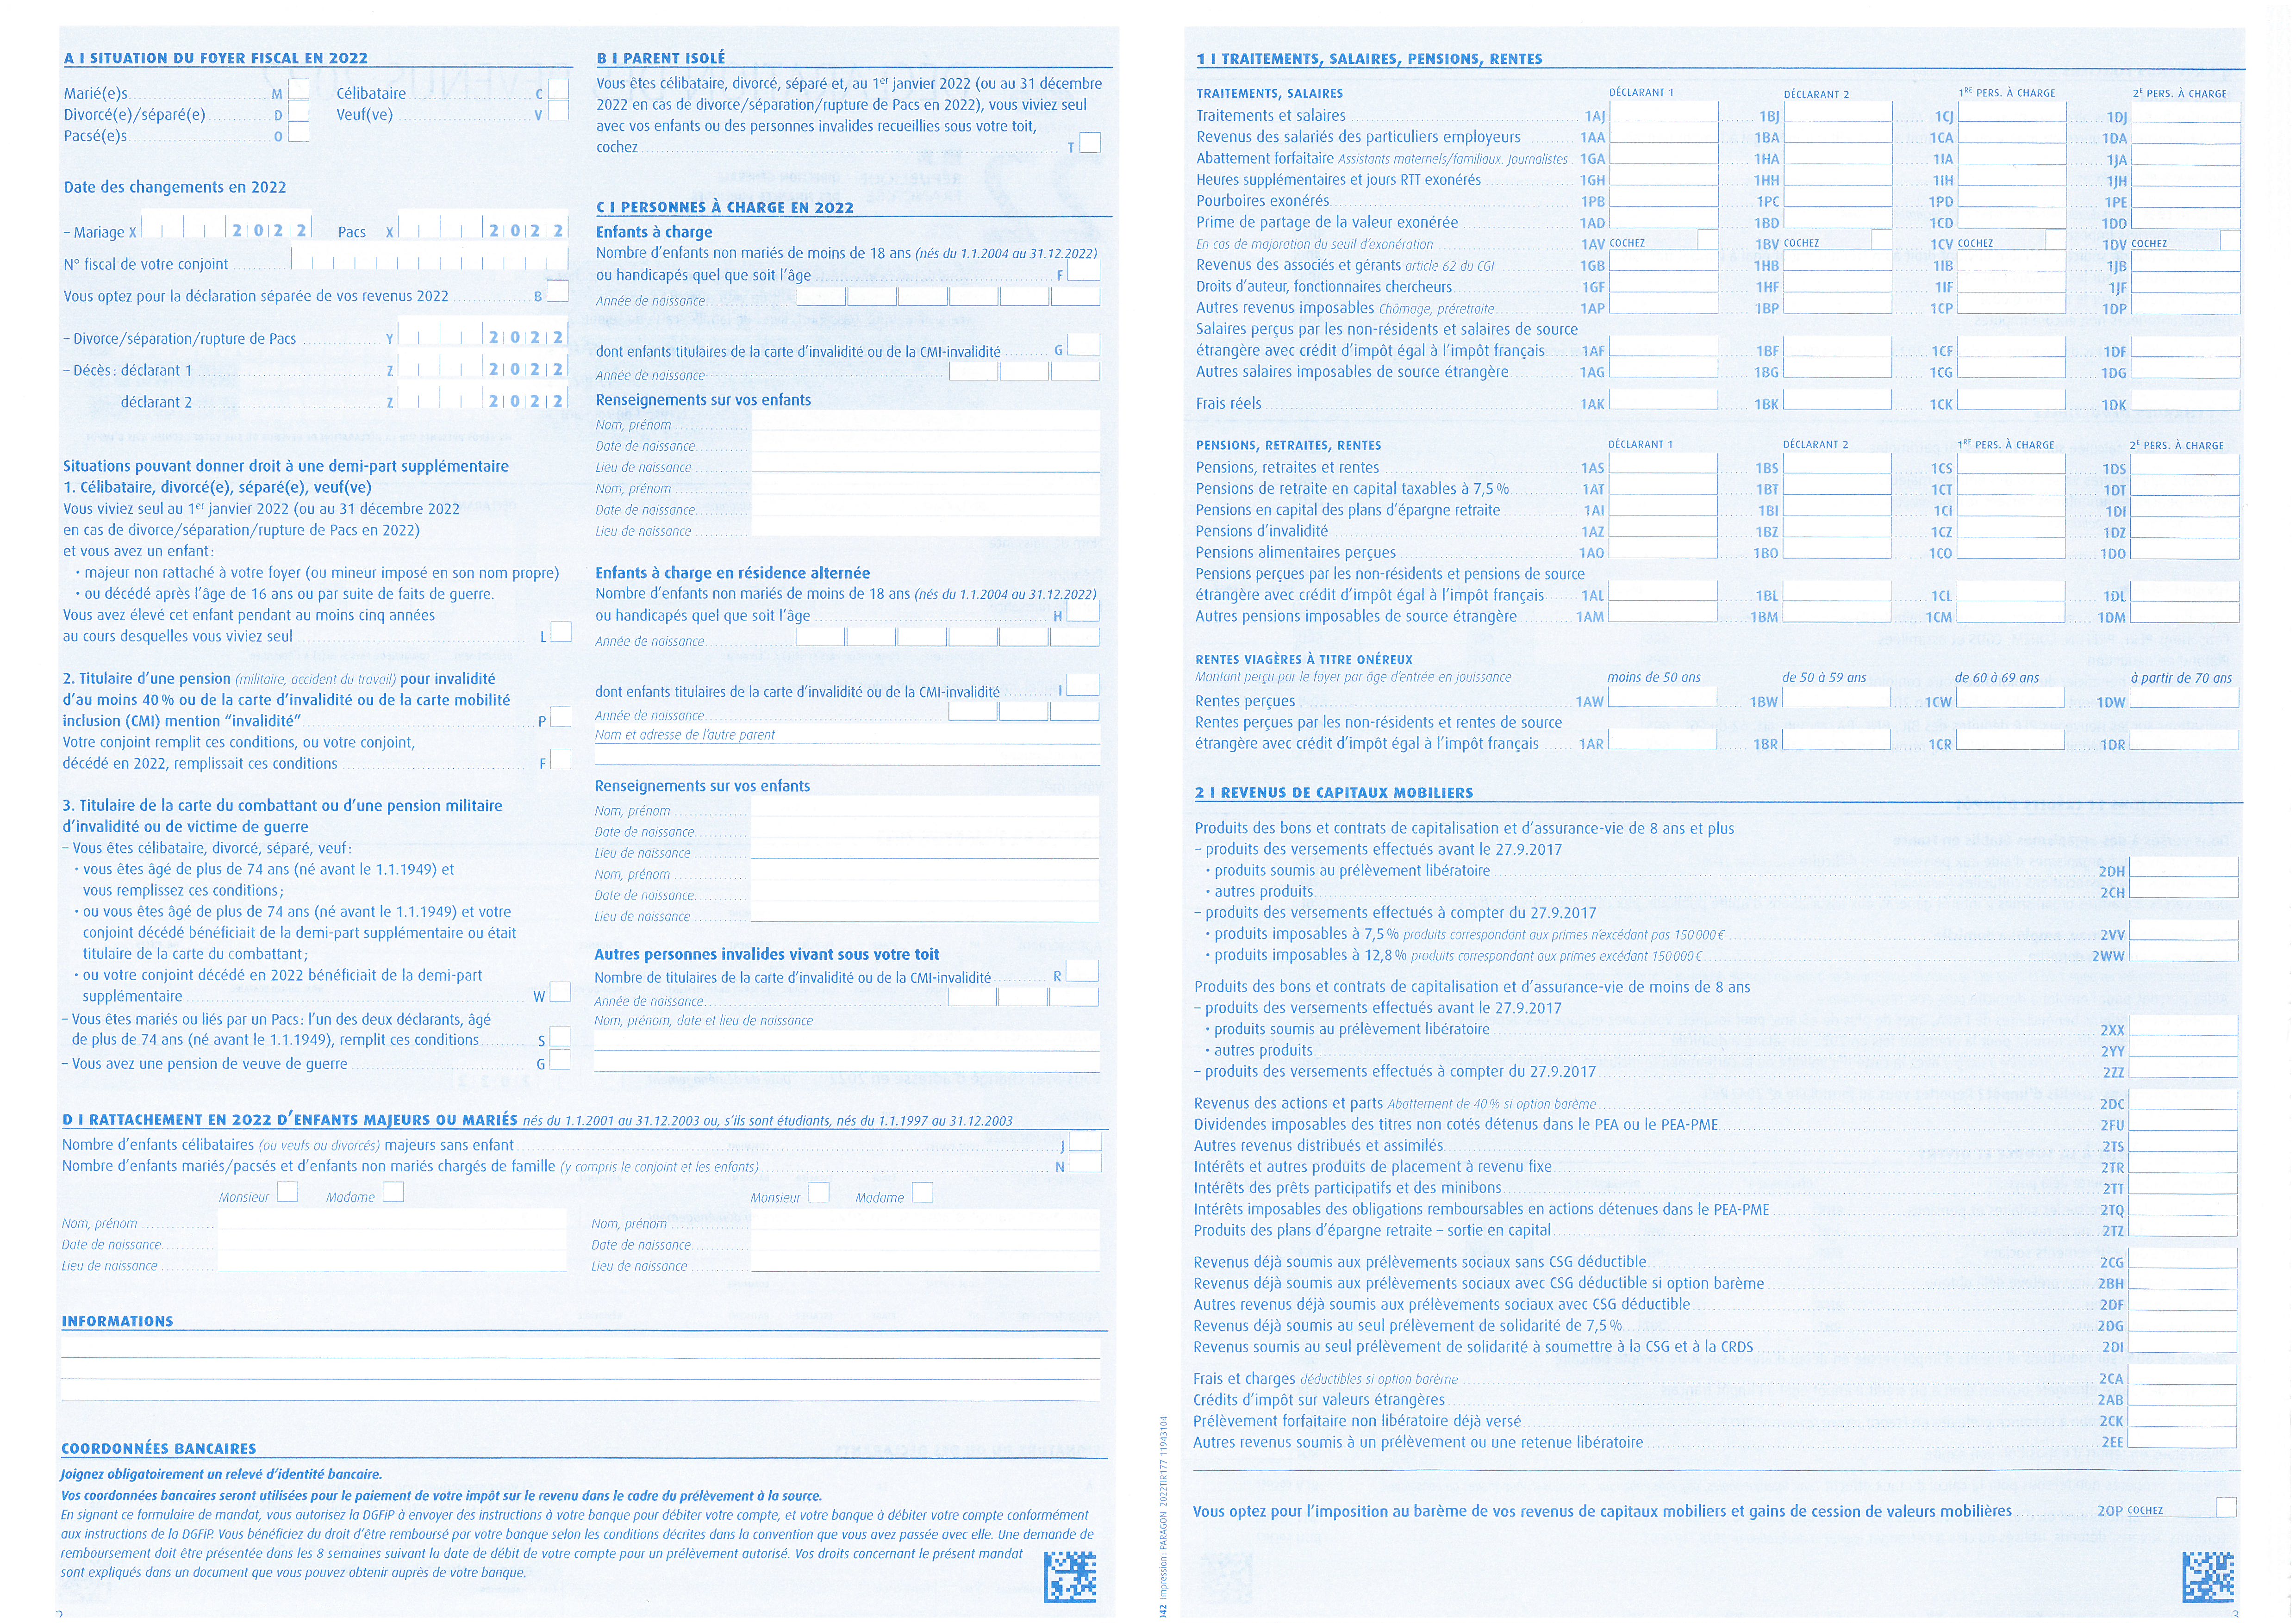 A I SITUATION DU FOYER FISCAL EN 2022
Marié(e)s M
Célibataire C
Divorcé(e)/séparé(e) D
Veuf(ve) V
Pacsé(e)s O
Date des changements en 2022
– Mariage X 2022 Pacs X 2022
N° fiscal de votre conjoint
Vous optez pour la déclaration séparée de vos revenus 2022 B
– Divorce/séparation/rupture de Pacs Y 2022
– Décès : déclarant 1 Z 2022
déclarant 2 Z 2022
Situations pouvant donner droit à une demi-part supplémentaire
1. Célibataire, divorcé(e), séparé(e), veuf(ve)
Vous viviez seul au 1er janvier 2022 (ou au 31 décembre 2022
en cas de divorce/séparation/rupture de Pacs en 2022)
et vous avez un enfant :
• majeur non rattaché à votre foyer (ou mineur imposé en son nom propre)
• ou décédé après l'âge de 16 ans ou par suite de faits de guerre.
Vous avez élevé cet enfant pendant au moins cinq années
au cours desquelles vous viviez seul L
2. Titulaire d'une pension (militaire, accident du travail) pour invalidité
d'au moins 40 % ou de la carte d'invalidité ou de la carte mobilité
inclusion (CMI) mention “invalidité” P
Votre conjoint remplit ces conditions, ou votre conjoint,
décédé en 2022, remplissait ces conditions F
3. Titulaire de la carte du combattant ou d'une pension militaire
d'invalidité ou de victime de guerre
– Vous êtes célibataire, divorcé, séparé, veuf :
• vous êtes âgé de plus de 74 ans (né avant le 1.1.1949) et
vous remplissez ces conditions ;
• ou vous êtes âgé de plus de 74 ans (né avant le 1.1.1949) et votre
conjoint décédé bénéficiait de la demi-part supplémentaire ou était
titulaire de la carte du combattant ;
• ou votre conjoint décédé en 2022 bénéficiait de la demi-part
supplémentaire W
– Vous êtes mariés ou liés par un Pacs : l'un des deux déclarants, âgé
de plus de 74 ans (né avant le 1.1.1949), remplit ces conditions S
– Vous avez une pension de veuve de guerre G
B I PARENT ISOLÉ
Vous êtes célibataire, divorcé, séparé et, au 1er janvier 2022 (ou au 31 décembre
2022 en cas de divorce/séparation/rupture de Pacs en 2022), vous viviez seul
avec vos enfants ou des personnes invalides recueillies sous votre toit,
cochez T
C I PERSONNES À CHARGE EN 2022
Enfants à charge
Nombre d'enfants non mariés de moins de 18 ans (nés du 1.1.2004 au 31.12.2022)
ou handicapés quel que soit l'âge F
Année de naissance
dont enfants titulaires de la carte d'invalidité ou de la CMI-invalidité G
Année de naissance
Renseignements sur vos enfants
Nom, prénom
Date de naissance
Lieu de naissance
Nom, prénom
Date de naissance
Lieu de naissance
Enfants à charge en résidence alternée
Nombre d'enfants non mariés de moins de 18 ans (nés du 1.1.2004 au 31.12.2022)
ou handicapés quel que soit l'âge H
Année de naissance
dont enfants titulaires de la carte d'invalidité ou de la CMI-invalidité I
Année de naissance
Nom et adresse de l'autre parent
Renseignements sur vos enfants
Nom, prénom
Date de naissance
Lieu de naissance
Nom, prénom
Date de naissance
Lieu de naissance
Autres personnes invalides vivant sous votre toit
Nombre de titulaires de la carte d'invalidité ou de la CMI-invalidité R
Année de naissance
Nom, prénom, date et lieu de naissance
D I RATTACHEMENT EN 2022 D'ENFANTS MAJEURS OU MARIÉS nés du 1.1.2001 au 31.12.2003 ou, s'ils sont étudiants, nés du 1.1.1997 au 31.12.2003
Nombre d'enfants célibataires (ou veufs ou divorcés) majeurs sans enfant J
Nombre d'enfants mariés/pacsés et d'enfants non mariés chargés de famille (y compris le conjoint et les enfants) N
Monsieur Madame Monsieur Madame
Nom, prénom Nom, prénom
Date de naissance Date de naissance
Lieu de naissance Lieu de naissance
INFORMATIONS
COORDONNÉES BANCAIRES
Joignez obligatoirement un relevé d'identité bancaire.
Vos coordonnées bancaires seront utilisées pour le paiement de votre impôt sur le revenu dans le cadre du prélèvement à la source.
En signant ce formulaire de mandat, vous autorisez la DGFiP à envoyer des instructions à votre banque pour débiter votre compte, et votre banque à débiter votre compte conformément
aux instructions de la DGFiP. Vous bénéficiez du droit d'être remboursé par votre banque selon les conditions décrites dans la convention que vous avez passée avec elle. Une demande de
remboursement doit être présentée dans les 8 semaines suivant la date de débit de votre compte pour un prélèvement autorisé. Vos droits concernant le présent mandat
sont expliqués dans un document que vous pouvez obtenir auprès de votre banque.
2
042 Impression : PARAGON 2022TIR177 11943104
1 I TRAITEMENTS, SALAIRES, PENSIONS, RENTES
TRAITEMENTS, SALAIRES DÉCLARANT 1 DÉCLARANT 2 1RE PERS. À CHARGE 2E PERS. À CHARGE
Traitements et salaires 1AJ 1BJ 1CJ 1DJ
Revenus des salariés des particuliers employeurs 1AA 1BA 1CA 1DA
Abattement forfaitaire Assistants maternels/familiaux. Journalistes 1GA 1HA 1IA 1JA
Heures supplémentaires et jours RTT exonérés 1GH 1HH 1IH 1JH
Pourboires exonérés 1PB 1PC 1PD 1PE
Prime de partage de la valeur exonérée 1AD 1BD 1CD 1DD
En cas de majoration du seuil d'exonération 1AV COCHEZ 1BV COCHEZ 1CV COCHEZ 1DV COCHEZ
Revenus des associés et gérants article 62 du CGI 1GB 1HB 1IB 1JB
Droits d'auteur, fonctionnaires chercheurs 1GF 1HF 1IF 1JF
Autres revenus imposables Chômage, préretraite 1AP 1BP 1CP 1DP
Salaires perçus par les non-résidents et salaires de source
étrangère avec crédit d'impôt égal à l'impôt français 1AF 1BF 1CF 1DF
Autres salaires imposables de source étrangère 1AG 1BG 1CG 1DG
Frais réels 1AK 1BK 1CK 1DK
PENSIONS, RETRAITES, RENTES DÉCLARANT 1 DÉCLARANT 2 1RE PERS. À CHARGE 2E PERS. À CHARGE
Pensions, retraites et rentes 1AS 1BS 1CS 1DS
Pensions de retraite en capital taxables à 7,5 % 1AT 1BT 1CT 1DT
Pensions en capital des plans d'épargne retraite 1AI 1BI 1CI 1DI
Pensions d'invalidité 1AZ 1BZ 1CZ 1DZ
Pensions alimentaires perçues 1AO 1BO 1CO 1DO
Pensions perçues par les non-résidents et pensions de source
étrangère avec crédit d'impôt égal à l'impôt français 1AL 1BL 1CL 1DL
Autres pensions imposables de source étrangère 1AM 1BM 1CM 1DM
RENTES VIAGÈRES À TITRE ONÉREUX
Montant perçu par le foyer par âge d'entrée en jouissance moins de 50 ans de 50 à 59 ans de 60 à 69 ans à partir de 70 ans
Rentes perçues 1AW 1BW 1CW 1DW
Rentes perçues par les non-résidents et rentes de source
étrangère avec crédit d'impôt égal à l'impôt français 1AR 1BR 1CR 1DR
2 I REVENUS DE CAPITAUX MOBILIERS
Produits des bons et contrats de capitalisation et d'assurance-vie de 8 ans et plus
– produits des versements effectués avant le 27.9.2017
• produits soumis au prélèvement libératoire 2DH
• autres produits 2CH
– produits des versements effectués à compter du 27.9.2017
• produits imposables à 7,5 % produits correspondant aux primes n'excédant pas 150 000 € 2VV
• produits imposables à 12,8 % produits correspondant aux primes excédant 150 000 € 2WW
Produits des bons et contrats de capitalisation et d'assurance-vie de moins de 8 ans
– produits des versements effectués avant le 27.9.2017
• produits soumis au prélèvement libératoire 2XX
• autres produits 2YY
– produits des versements effectués à compter du 27.9.2017 2ZZ
Revenus des actions et parts Abattement de 40 % si option barème 2DC
Dividendes imposables des titres non cotés détenus dans le PEA ou le PEA-PME 2FU
Autres revenus distribués et assimilés 2TS
Intérêts et autres produits de placement à revenu fixe 2TR
Intérêts des prêts participatifs et des minibons 2TT
Intérêts imposables des obligations remboursables en actions détenues dans le PEA-PME 2TQ
Produits des plans d'épargne retraite – sortie en capital 2TZ
Revenus déjà soumis aux prélèvements sociaux sans CSG déductible 2CG
Revenus déjà soumis aux prélèvements sociaux avec CSG déductible si option barème 2BH
Autres revenus déjà soumis aux prélèvements sociaux avec CSG déductible 2DF
Revenus déjà soumis au seul prélèvement de solidarité de 7,5 % 2DG
Revenus soumis au seul prélèvement de solidarité à soumettre à la CSG et à la CRDS 2DI
Frais et charges déductibles si option barème 2CA
Crédits d'impôt sur valeurs étrangères 2AB
Prélèvement forfaitaire non libératoire déjà versé 2CK
Autres revenus soumis à un prélèvement ou une retenue libératoire 2EE
Vous optez pour l'imposition au barème de vos revenus de capitaux mobiliers et gains de cession de valeurs mobilières 2OP COCHEZ
3